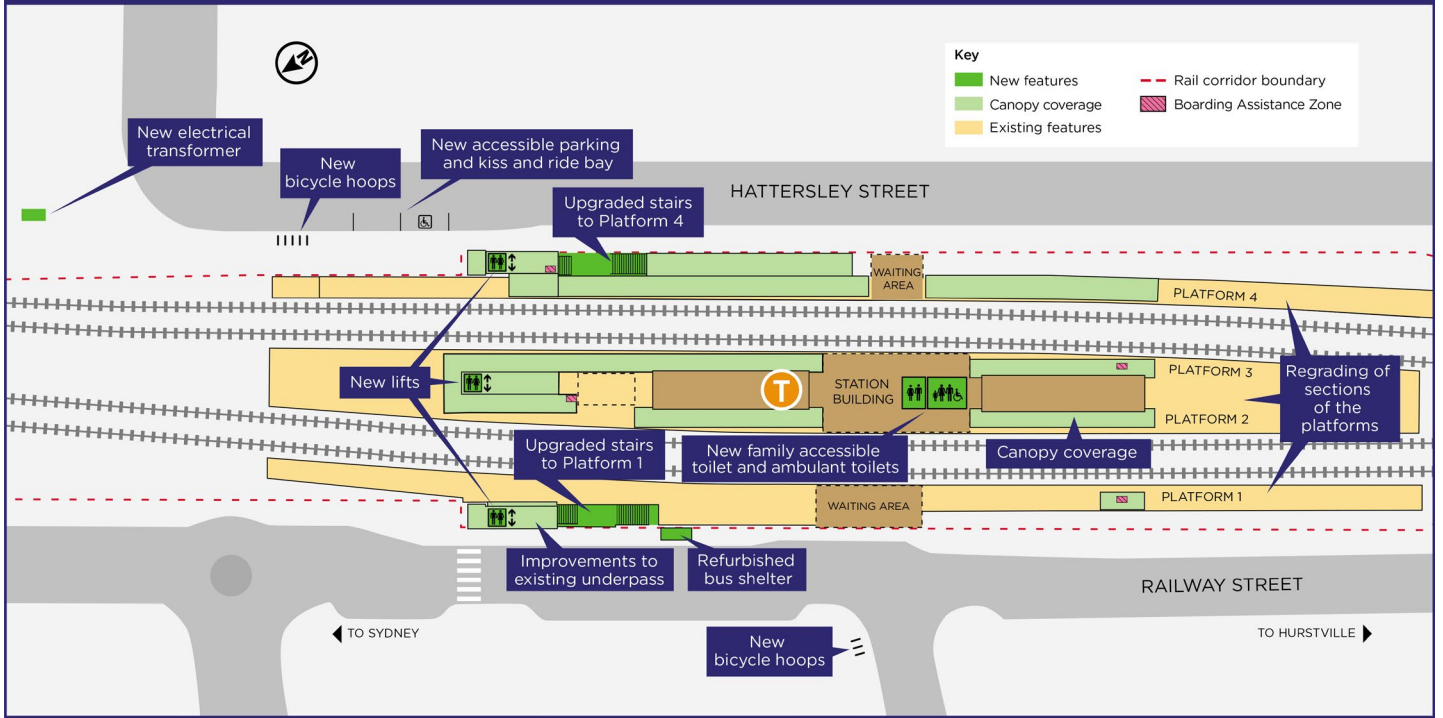 N
Key
New features
Canopy coverage
Existing features
Rail corridor boundary
Boarding Assistance Zone
New electrical
transformer
New
bicycle hoops
New accessible parking
and kiss and ride bay
Upgraded stairs
to Platform 4
HATTERSLEY STREET
WAITING
AREA
PLATFORM 4
New lifts
T
STATION
BUILDING
PLATFORM 3
PLATFORM 2
Regrading of
sections
of the
platforms
Upgraded stairs
to Platform 1
New family accessible
toilet and ambulant toilets
Canopy coverage
WAITING AREA
PLATFORM 1
Improvements to
existing underpass
Refurbished
bus shelter
RAILWAY STREET
TO SYDNEY
TO HURSTVILLE
New
bicycle hoops